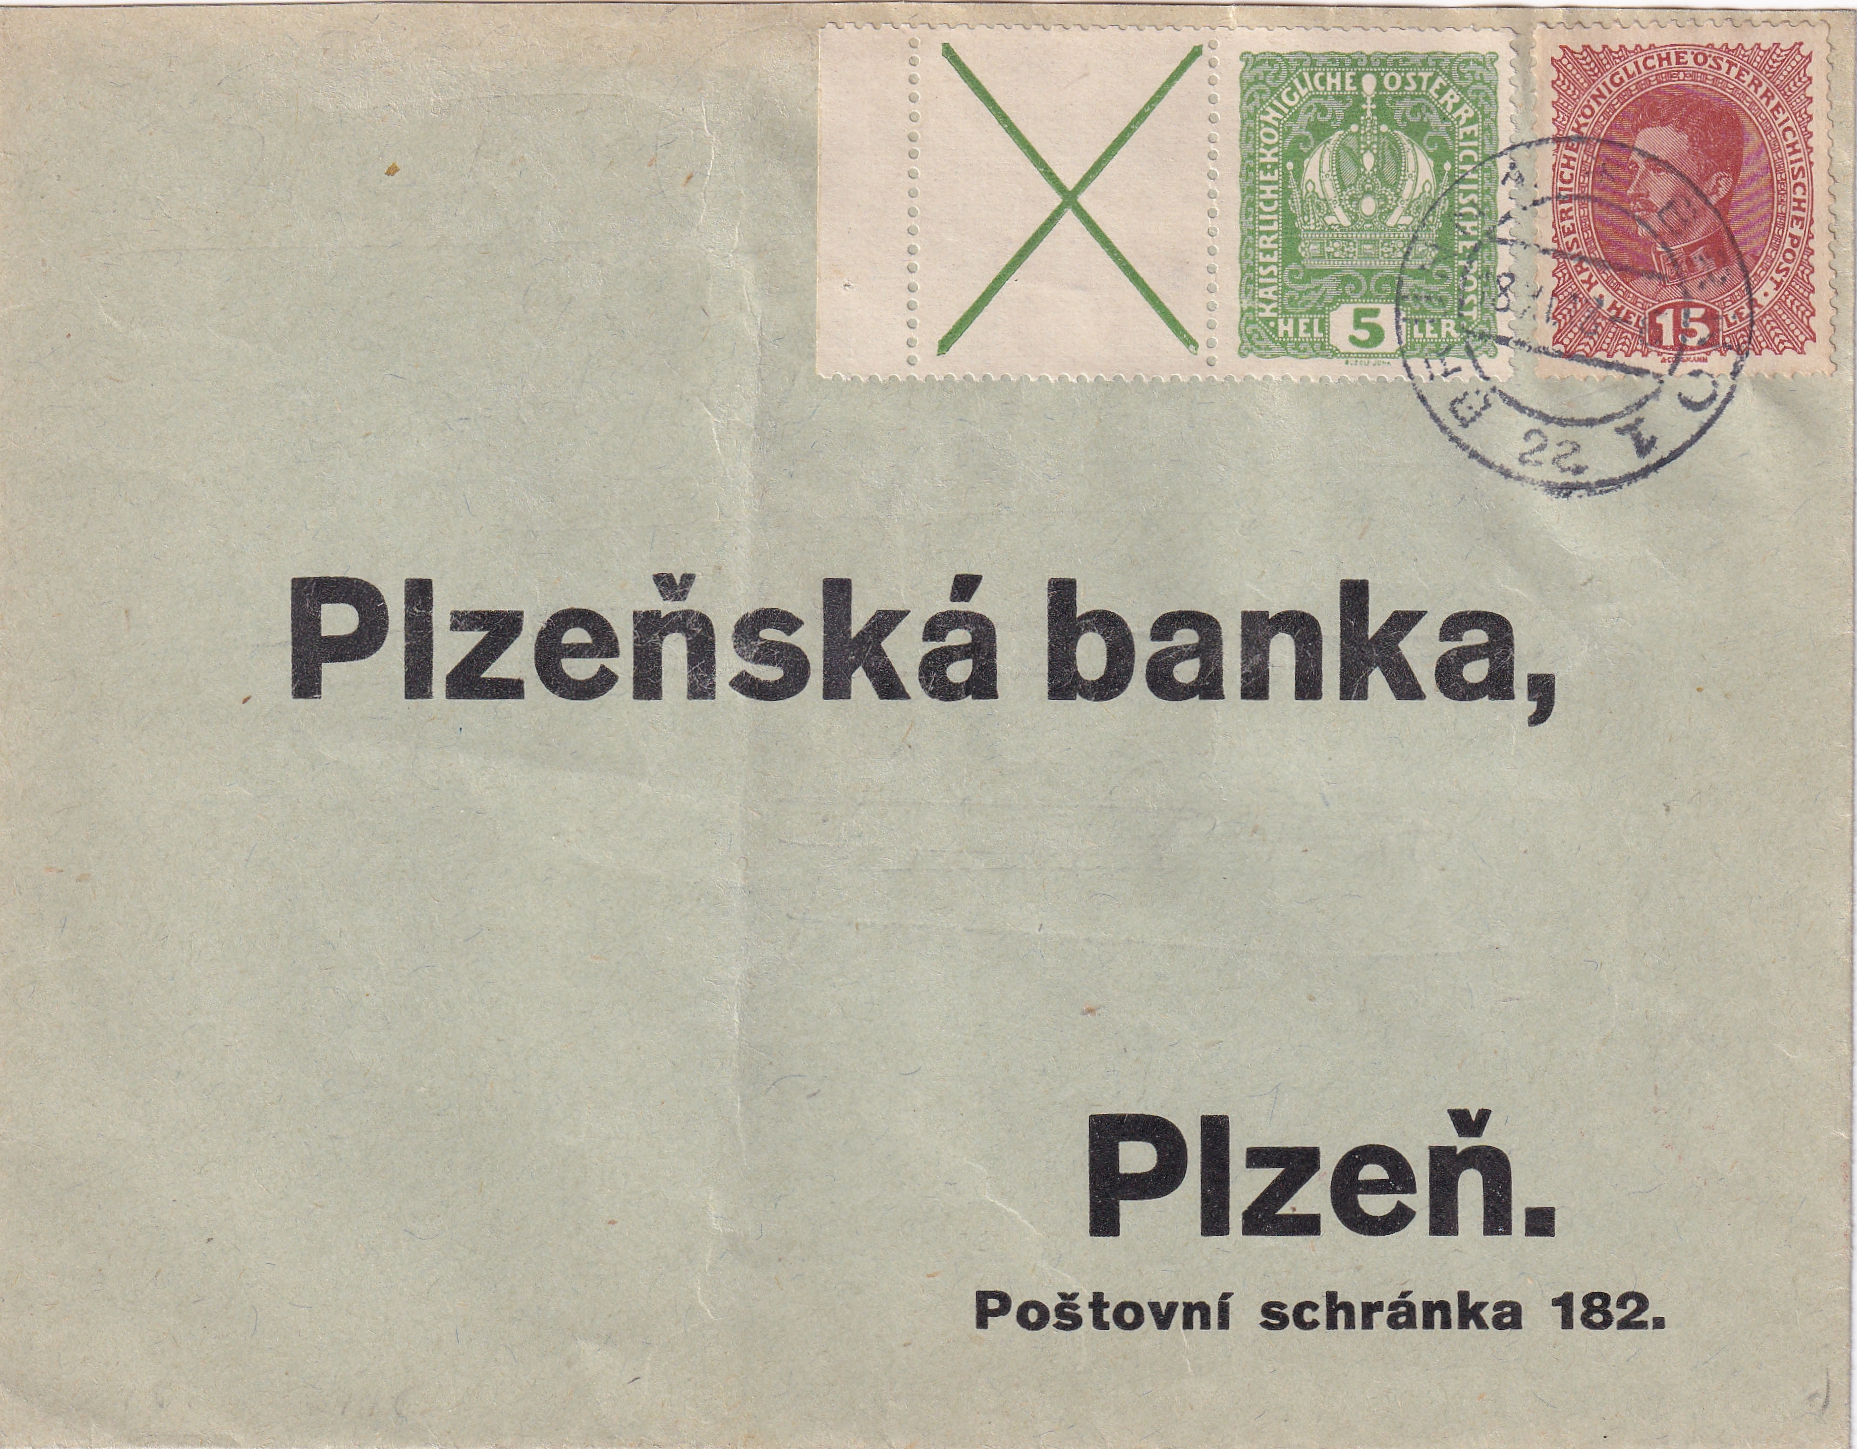 KAISERLICHE·KÖNIGLICHE ÖSTERREICHISCHE POST
HELLER
5
KAISERLICHE·KÖNIGLICHE ÖSTERREICHISCHE POST·
HELLER
15
22 1
Plzeňská banka,
Plzeň.
Poštovní schránka 182.